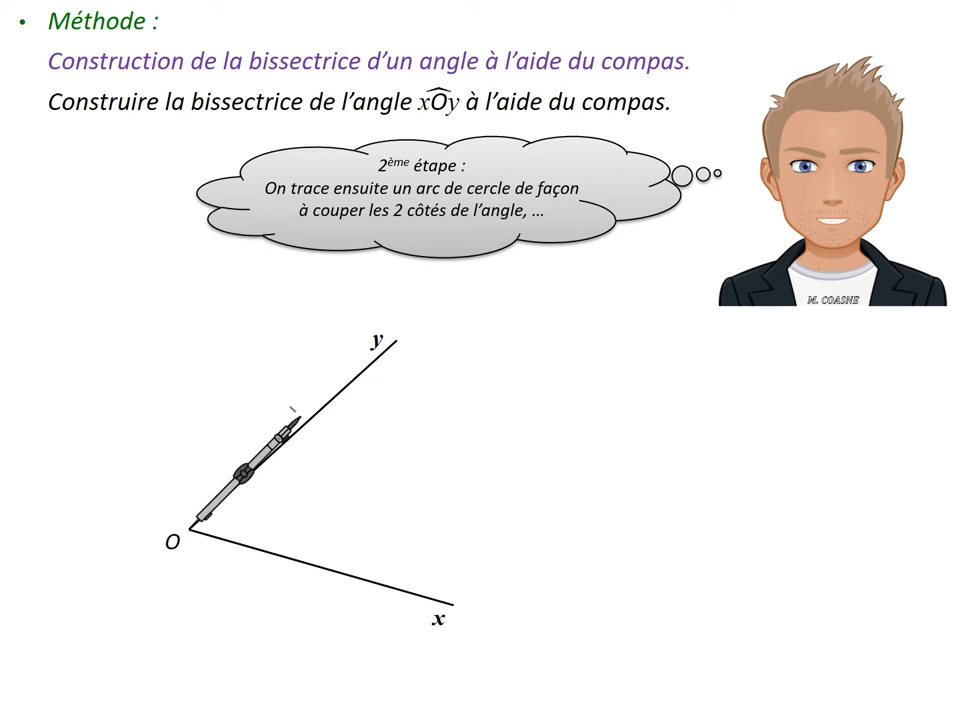 • Méthode :
Construction de la bissectrice d’un angle à l’aide du compas.
Construire la bissectrice de l’angle x͡Oy à l’aide du compas.
2ème étape :
On trace ensuite un arc de cercle de façon
à couper les 2 côtés de l’angle, …
M. COASNE
y
O
x